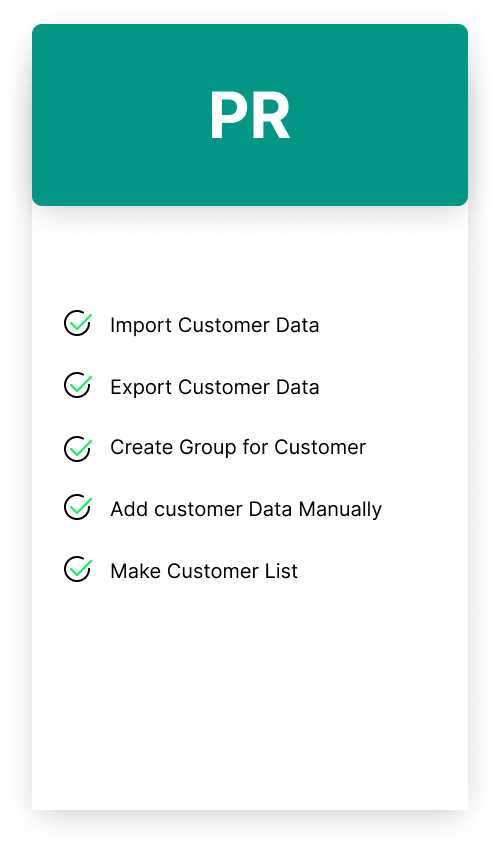 PR
Import Customer Data
Export Customer Data
Create Group for Customer
Add customer Data Manually
Make Customer List